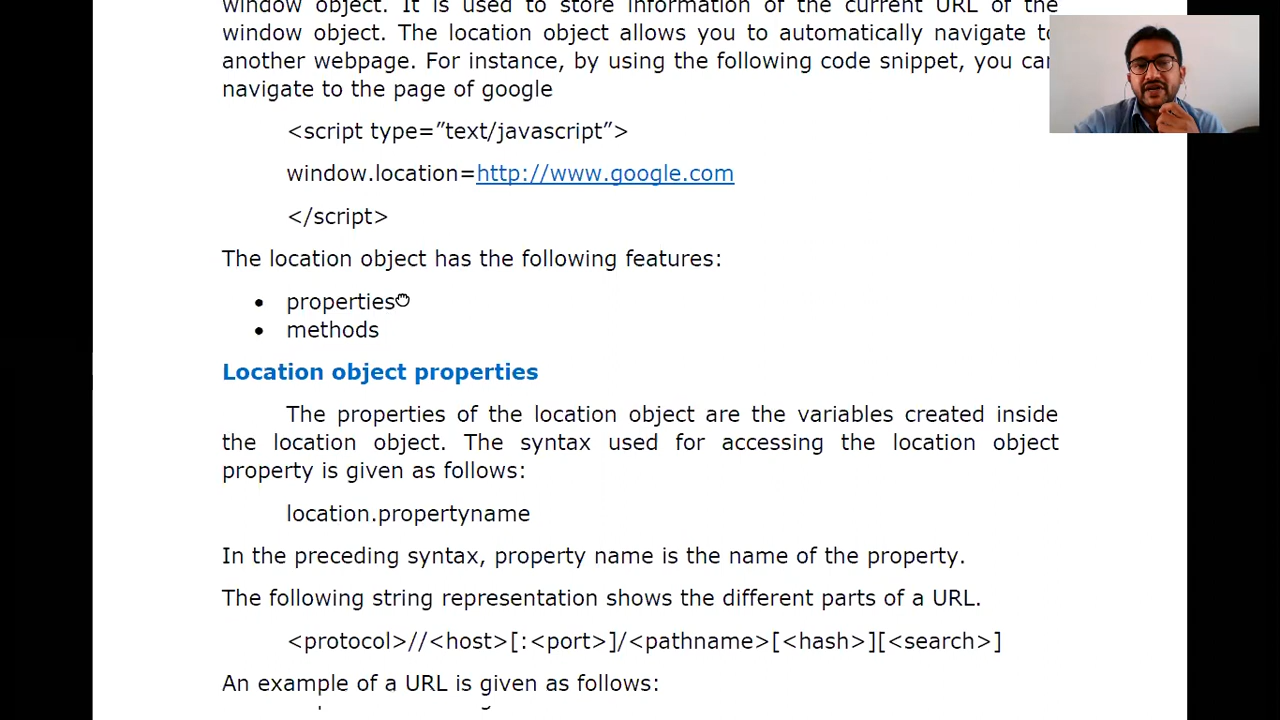 window object. It is used to store information of the current URL of the
window object. The location object allows you to automatically navigate to
another webpage. For instance, by using the following code snippet, you can
navigate to the page of google
<script type=”text/javascript”>
window.location=http://www.google.com
</script>
The location object has the following features:
• properties
• methods
Location object properties
The properties of the location object are the variables created inside
the location object. The syntax used for accessing the location object
property is given as follows:
location.propertyname
In the preceding syntax, property name is the name of the property.
The following string representation shows the different parts of a URL.
<protocol>//<host>[:<port>]/<pathname>[<hash>][<search>]
An example of a URL is given as follows: